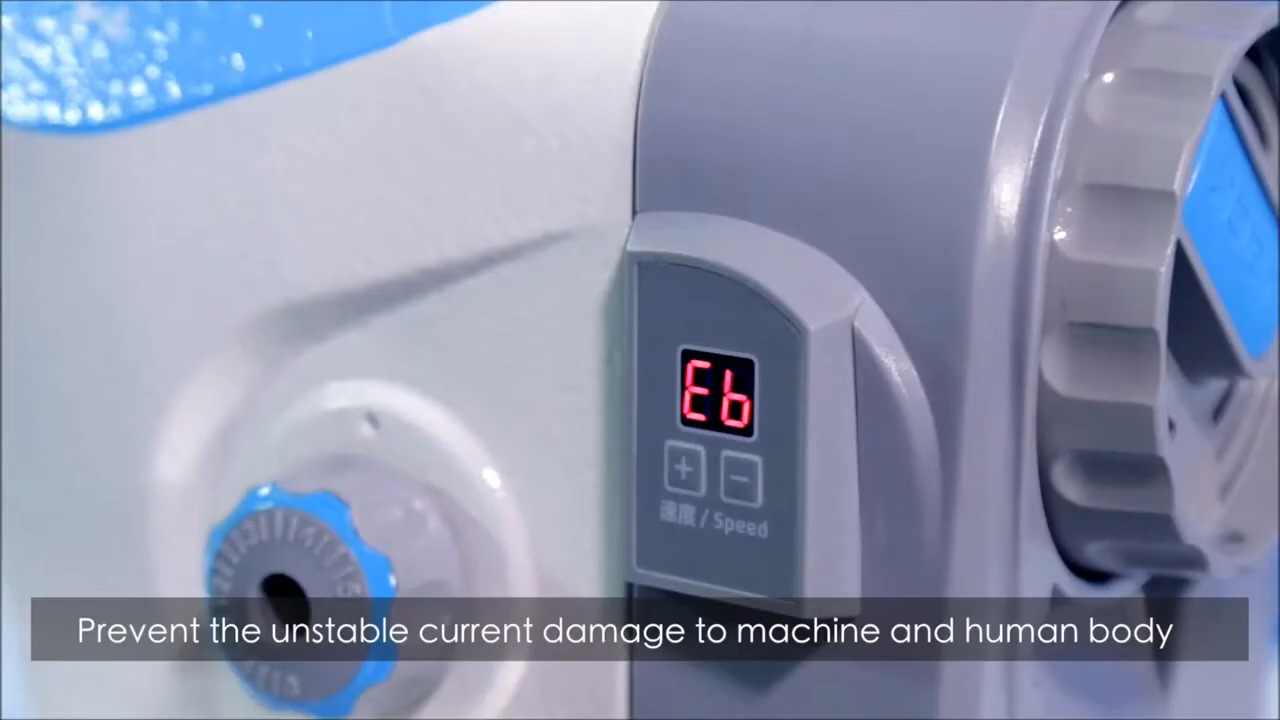 Eb
+ -
速度 / Speed
Prevent the unstable current damage to machine and human body